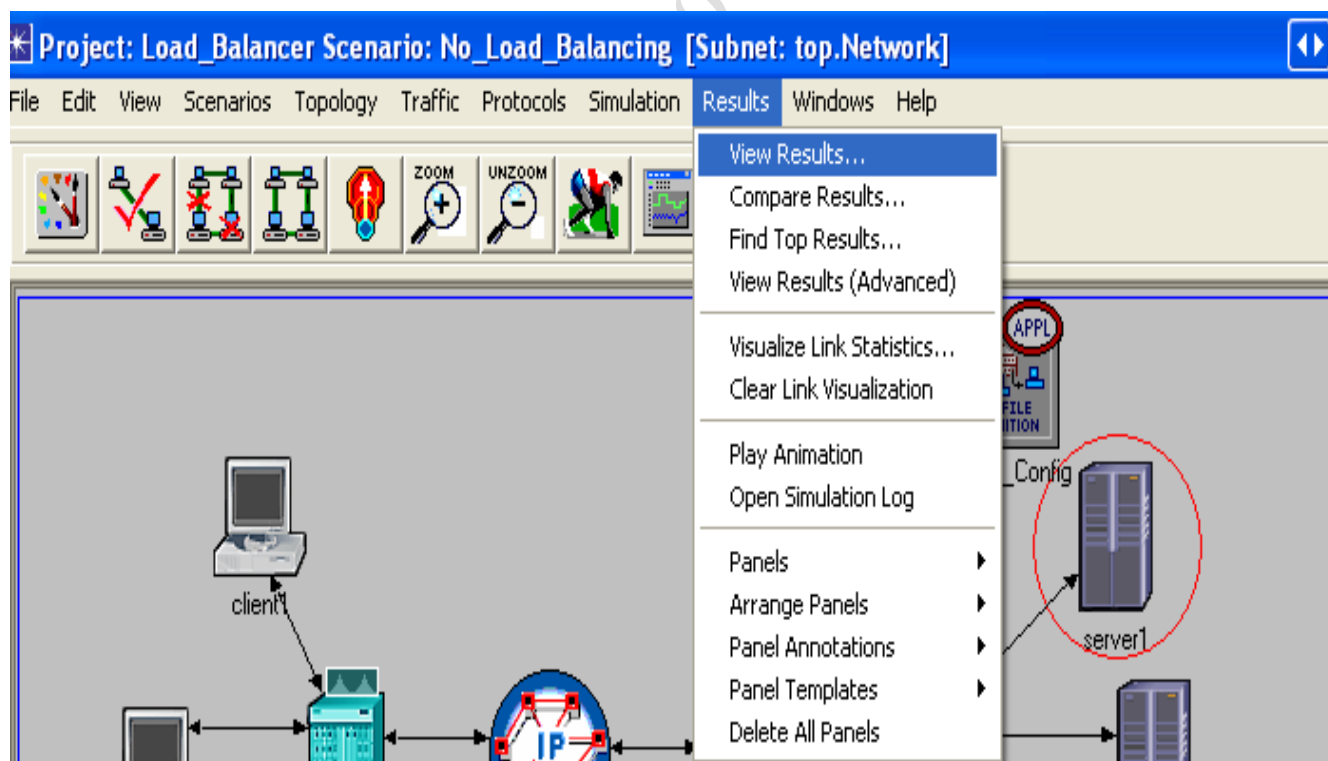 Project: Load_Balancer Scenario: No_Load_Balancing [Subnet: top.Network]
File Edit View Scenarios Topology Traffic Protocols Simulation Results Windows Help
ZOOM UNZOOM
View Results...
Compare Results...
Find Top Results...
View Results (Advanced)
Visualize Link Statistics...
Clear Link Visualization
Play Animation
Open Simulation Log
Panels
Arrange Panels
Panel Annotations
Panel Templates
Delete All Panels
APPL
FILE
NITION
_Config
client1
server1
IP